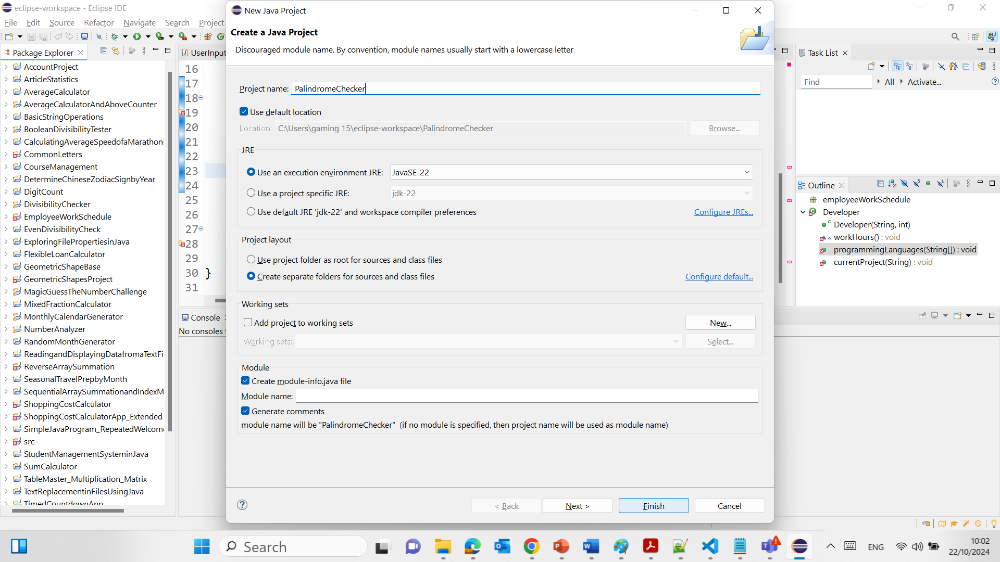 eclipse-workspace - Eclipse IDE
File Edit Source Refactor Navigate Search Project
Package Explorer
AccountProject
ArticleStatistics
AverageCalculator
AverageCalculatorAndAboveCounter
BasicStringOperations
BooleanDivisibilityTester
CalculatingAverageSpeedofaMarathon
CommonLetters
CourseManagement
DetermineChineseZodiacSignbyYear
DigitCount
DivisibilityChecker
EmployeeWorkSchedule
EvenDivisibilityCheck
ExploringFilePropertiesinJava
FlexibleLoanCalculator
GeometricShapeBase
GeometricShapesProject
MagicGuessTheNumberChallenge
MixedFractionCalculator
MonthlyCalendarGenerator
NumberAnalyzer
RandomMonthGenerator
ReadingandDisplayingDatafromaTextFi
ReverseArraySummation
SeasonalTravelPrepbyMonth
SequentialArraySummationandIndexM
ShoppingCostCalculator
ShoppingCostCalculatorApp_Extended
SimpleJavaProgram_RepeatedWelcom
src
StudentManagementSysteminJava
SumCalculator
TableMaster_Multiplication_Matrix
TextReplacementinFilesUsingJava
TimedCountdownApp
UserInput
16
17
18
19
20
21
22
23
24
25
26
27
28
29
30 }
31
Console
No consoles
New Java Project
Create a Java Project
Discouraged module name. By convention, module names usually start with a lowercase letter
Project name: PalindromeChecker
Use default location
Location: C:\Users\gaming 15\eclipse-workspace\PalindromeChecker Browse...
JRE
Use an execution environment JRE: JavaSE-22
Use a project specific JRE: jdk-22
Use default JRE 'jdk-22' and workspace compiler preferences Configure JREs...
Project layout
Use project folder as root for sources and class files
Create separate folders for sources and class files Configure default...
Working sets
Add project to working sets New...
Working sets: Select...
Module
Create module-info.java file
Module name:
Generate comments
module name will be "PalindromeChecker" (if no module is specified, then project name will be used as module name)
< Back Next > Finish Cancel
Task List
Find All Activate...
Outline
employeeWorkSchedule
Developer
Developer(String, int)
workHours() : void
programmingLanguages(String[]) : void
currentProject(String) : void
Search
ENG
10:02
22/10/2024